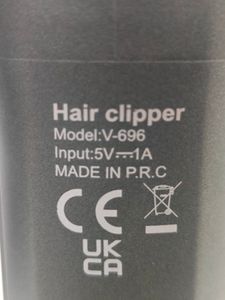 Hair clipper
Model:V-696
Input:5V⎓1A
MADE IN P.R.C
CE
UK
CA